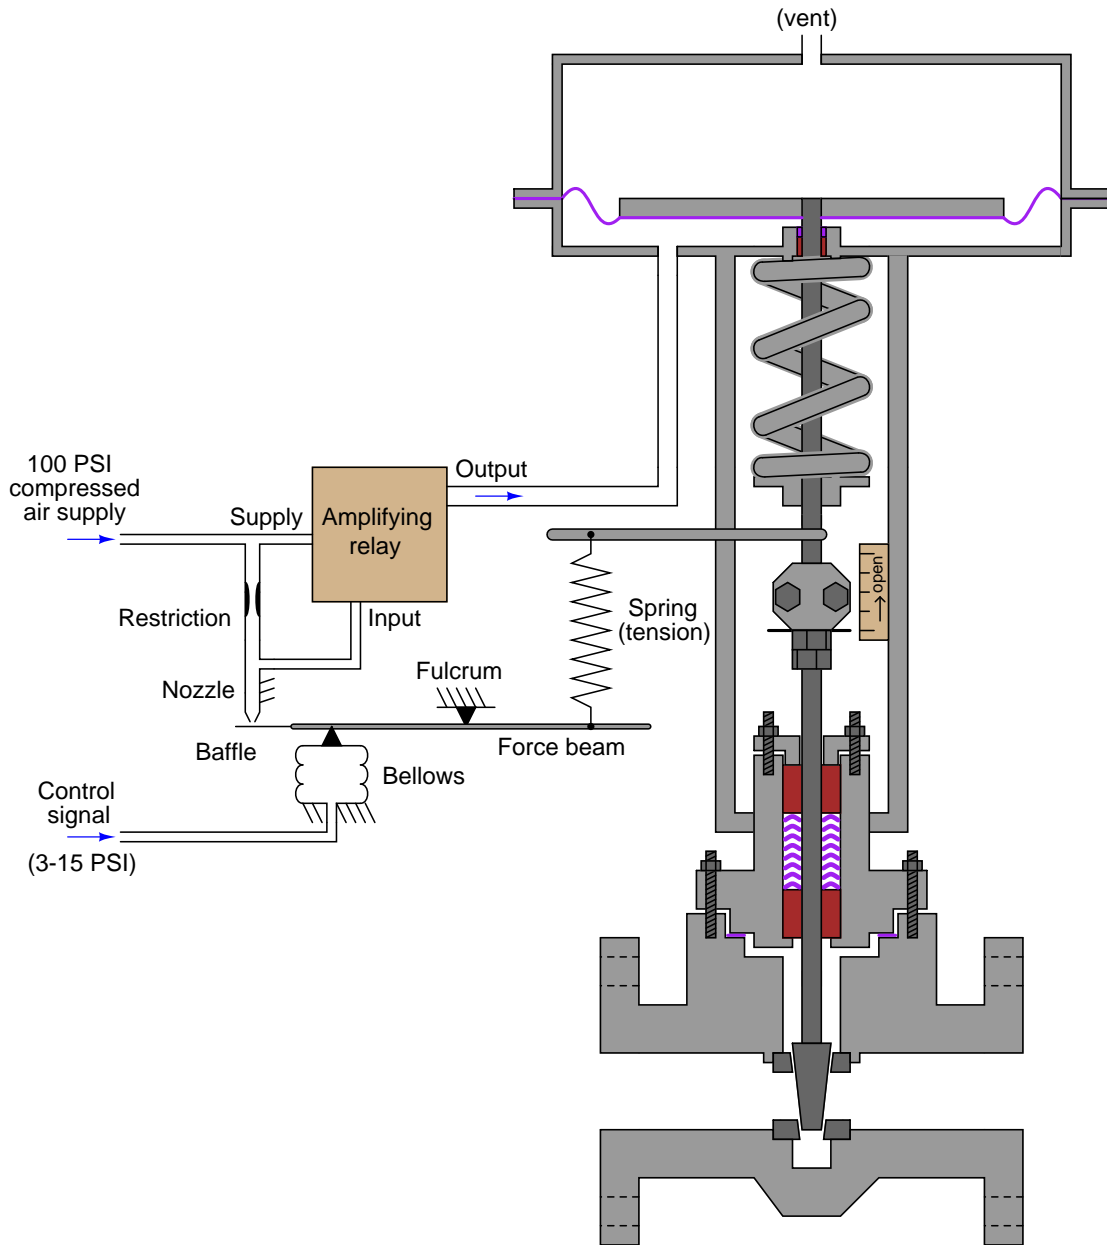 (vent)
100 PSI
compressed
air supply
Supply
Amplifying
relay
Output
Restriction
Input
Spring
(tension)
open
Nozzle
Fulcrum
Baffle
Force beam
Bellows
Control
signal
(3-15 PSI)